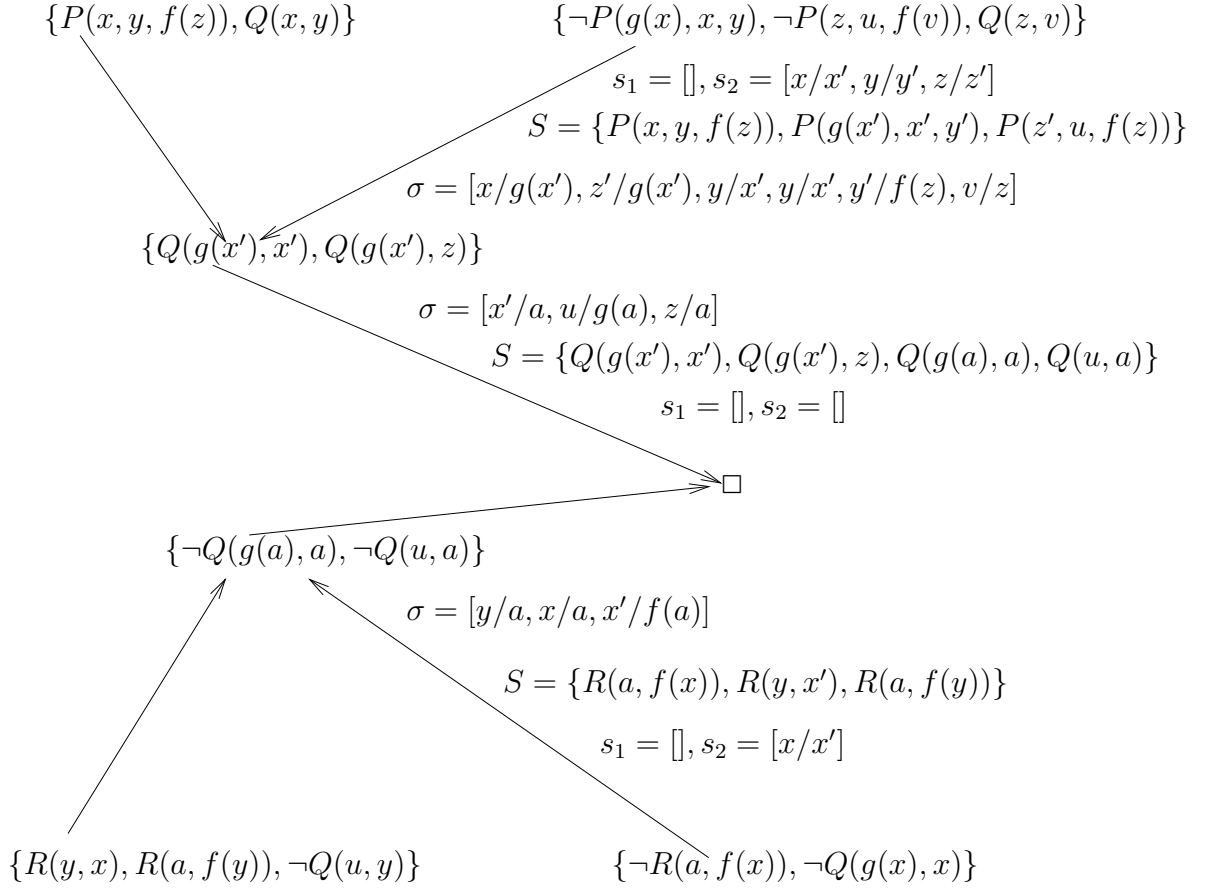 {P(x, y, f(z)), Q(x, y)} {¬P(g(x), x, y), ¬P(z, u, f(v)), Q(z, v)}
s₁ = [], s₂ = [x/x′, y/y′, z/z′]
S = {P(x, y, f(z)), P(g(x′), x′, y′), P(z′, u, f(z))}
σ = [x/g(x′), z′/g(x′), y/x′, y/x′, y′/f(z), v/z]
{Q(g(x′), x′), Q(g(x′), z)}
σ = [x′/a, u/g(a), z/a]
S = {Q(g(x′), x′), Q(g(x′), z), Q(g(a), a), Q(u, a)}
s₁ = [], s₂ = []
□
{¬Q(g(a), a), ¬Q(u, a)}
σ = [y/a, x/a, x′/f(a)]
S = {R(a, f(x)), R(y, x′), R(a, f(y))}
s₁ = [], s₂ = [x/x′]
{R(y, x), R(a, f(y)), ¬Q(u, y)} {¬R(a, f(x)), ¬Q(g(x), x)}